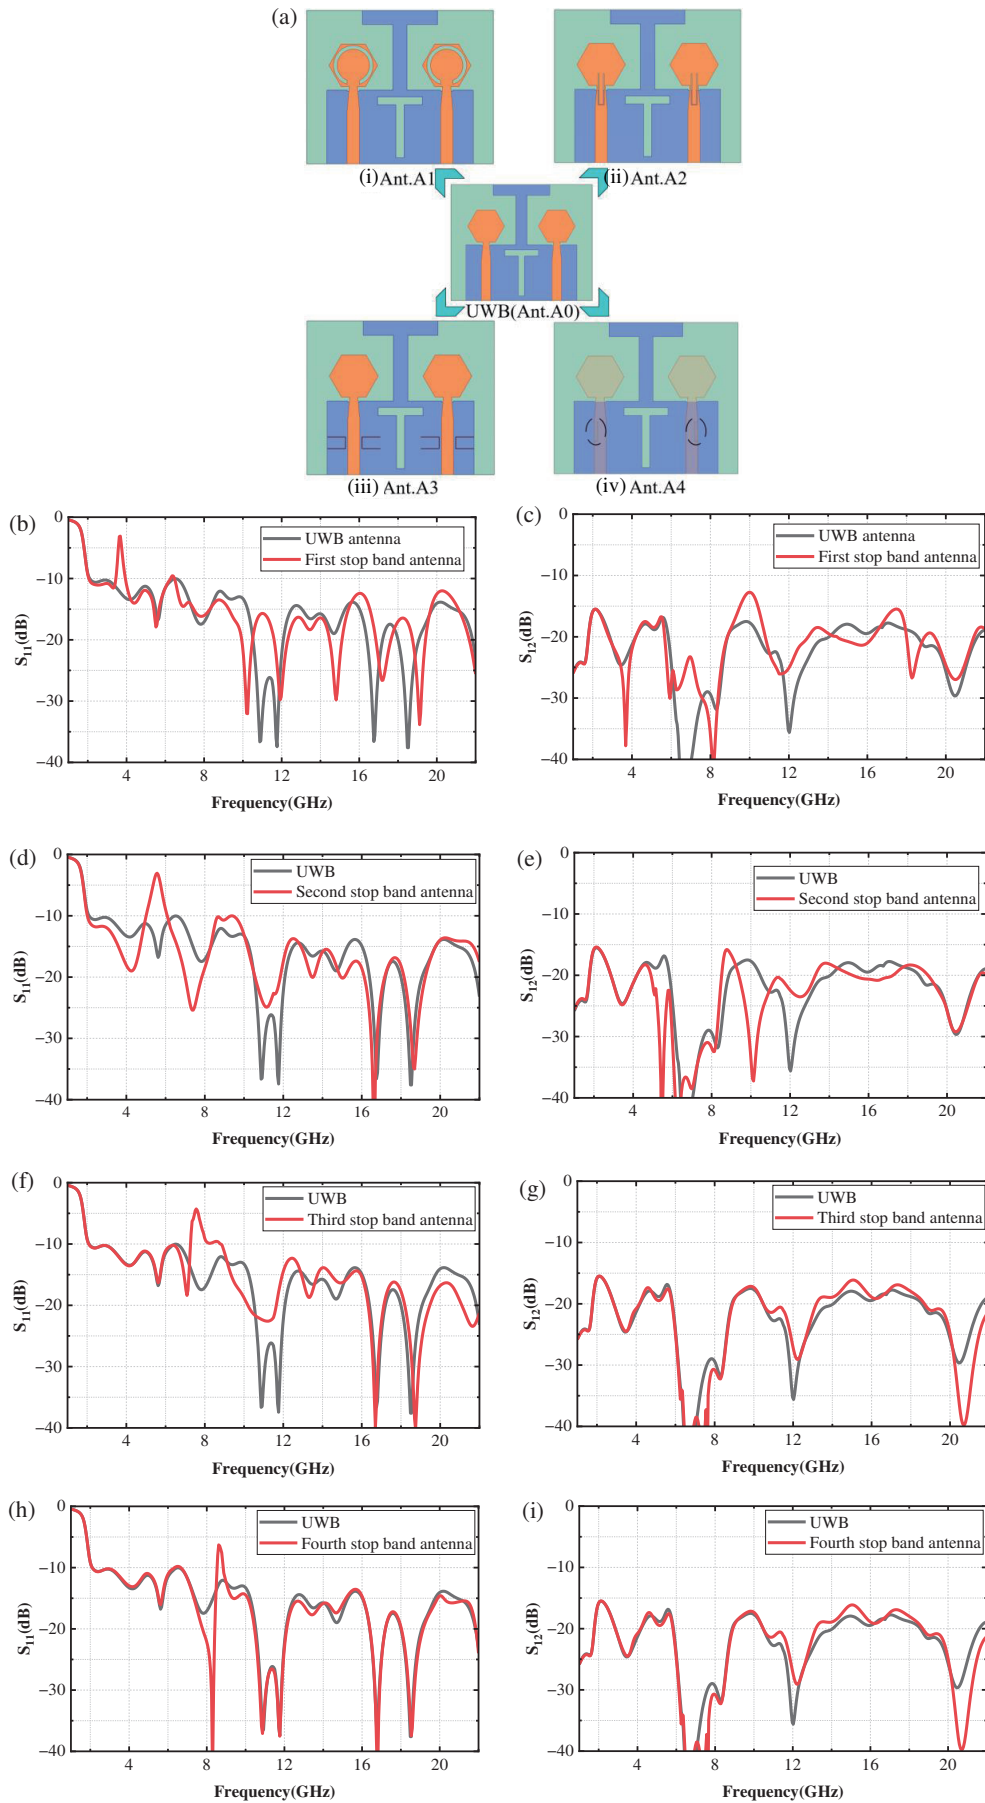 (a)
(i) Ant.A1
(ii) Ant.A2
UWB(Ant.A0)
(iii) Ant.A3
(iv) Ant.A4
(b)
0
−10
−20
−30
−40
S11(dB)
UWB antenna
First stop band antenna
4 8 12 16 20
Frequency(GHz)
(c)
0
−10
−20
−30
−40
S12(dB)
UWB antenna
First stop band antenna
4 8 12 16 20
Frequency(GHz)
(d)
0
−10
−20
−30
−40
S11(dB)
UWB
Second stop band antenna
4 8 12 16 20
Frequency(GHz)
(e)
0
−10
−20
−30
−40
S12(dB)
UWB
Second stop band antenna
4 8 12 16 20
Frequency(GHz)
(f)
0
−10
−20
−30
−40
S11(dB)
UWB
Third stop band antenna
4 8 12 16 20
Frequency(GHz)
(g)
0
−10
−20
−30
−40
S12(dB)
UWB
Third stop band antenna
4 8 12 16 20
Frequency(GHz)
(h)
0
−10
−20
−30
−40
S11(dB)
UWB
Fourth stop band antenna
4 8 12 16 20
Frequency(GHz)
(i)
0
−10
−20
−30
−40
S12(dB)
UWB
Fourth stop band antenna
4 8 12 16 20
Frequency(GHz)